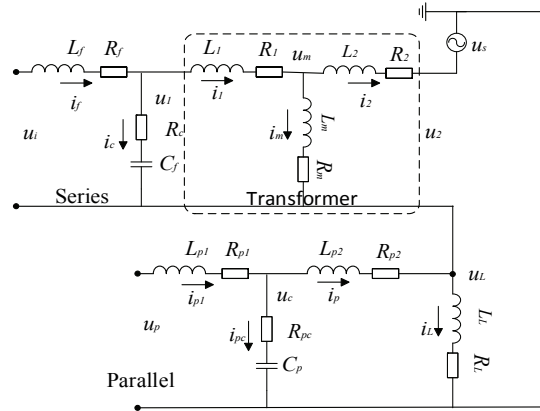 L_f R_f L_1 R_1 u_m L_2 R_2 u_s
i_f u_1 i_1 i_2
u_i i_c R_c i_m L_m u_2
C_f R_m
Series Transformer
L_p1 R_p1 L_p2 R_p2 u_L
i_p1 u_c i_p
u_p i_pc R_pc i_L L_L
C_p R_L
Parallel